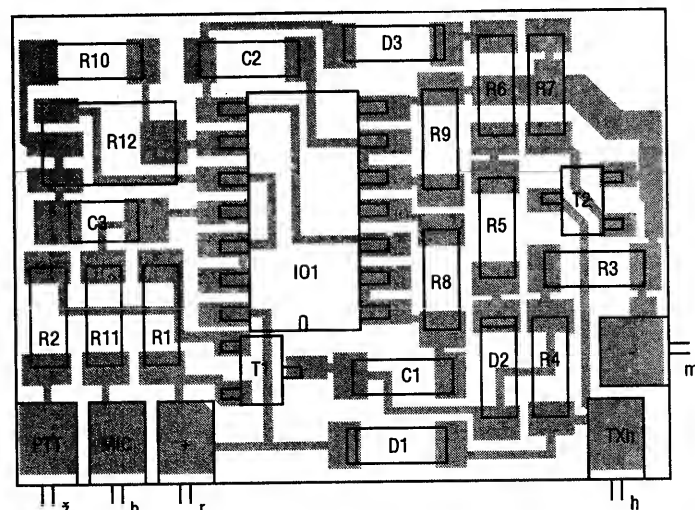 D3
R10
C2
R6
R7
R12
R9
T2
C3
R5
IO1
R8
R3
R2
R11
R1
T1
C1
D2
R4
-
m
PTT
MIC
+
D1
TXh
ž
h
r
h